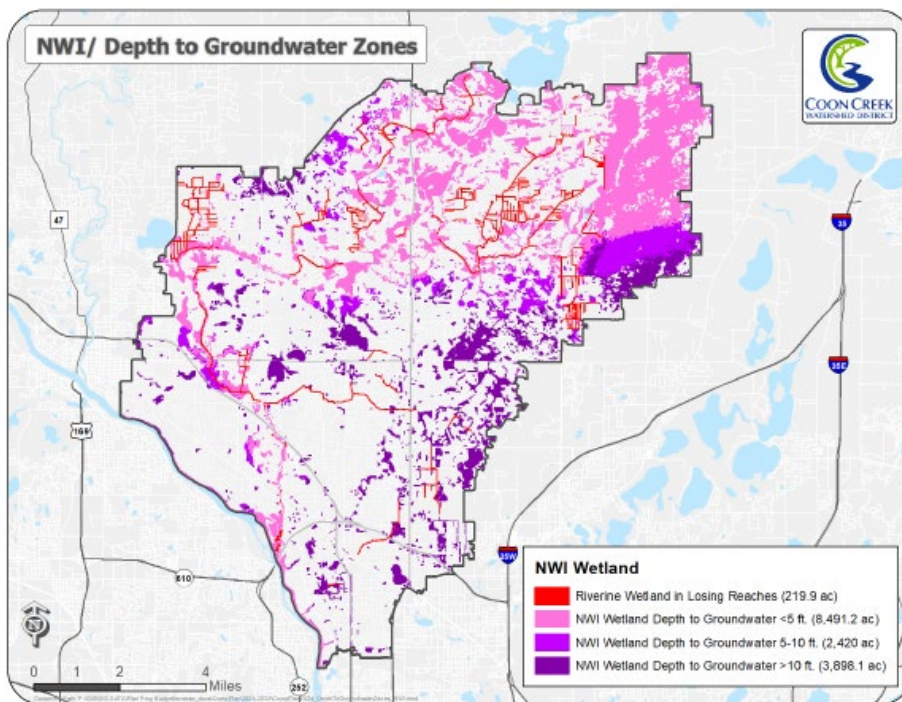 NWI/ Depth to Groundwater Zones
COON CREEK
WATERSHED DISTRICT
47
35
35E
169
35W
610
252
NWI Wetland
Riverine Wetland in Losing Reaches (219.9 ac)
NWI Wetland Depth to Groundwater <5 ft. (8,491.2 ac)
NWI Wetland Depth to Groundwater 5-10 ft. (2,420 ac)
NWI Wetland Depth to Groundwater >10 ft. (3,898.1 ac)
0 2 4
Miles